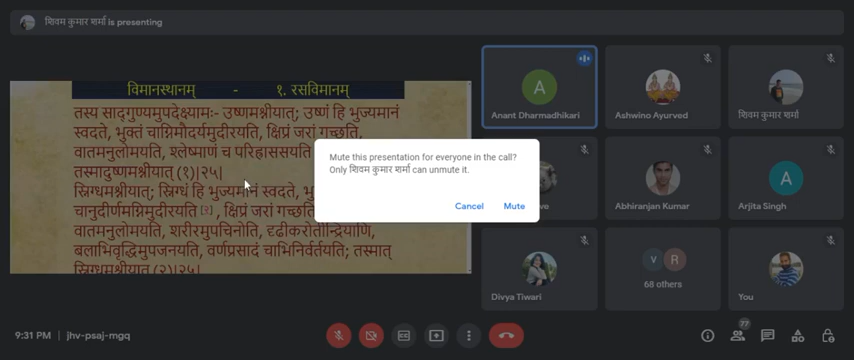 शिवम कुमार शर्मा is presenting
विमानस्थानम् - १. रसविमानम्
तस्य साद्गुण्यमुपदेक्ष्यामः- उष्णमश्नीयात्; उष्णं हि भुज्यमानं
स्वदते, भुक्तं चाग्निमौदर्यमुदीरयति, क्षिप्रं जरां गच्छति,
वातमनुलोमयति, श्लेष्माणं च परिह्रासयति
तस्मादुष्णमश्नीयात् (१)|२५|
स्निग्धमश्नीयात्; स्निग्धं हि भुज्यमानं स्वदते,
चानुदीर्णमग्निमुदीरयति , क्षिप्रं जरां गच्छति,
वातमनुलोमयति, शरीरमुपचिनोति, दृढीकरोतीन्द्रियाणि,
बलाभिवृद्धिमुपजनयति, वर्णप्रसादं चाभिनिर्वर्तयति; तस्मात्
स्निग्धमश्नीयात् (२)|२५|
Mute this presentation for everyone in the call?
Only शिवम कुमार शर्मा can unmute it.
Cancel Mute
A
Anant Dharmadhikari
Ashwino Ayurved
शिवम कुमार शर्मा
Abhiranjan Kumar
A
Arjita Singh
Divya Tiwari
V R
68 others
You
9:31 PM | jhv-psaj-mgq
77